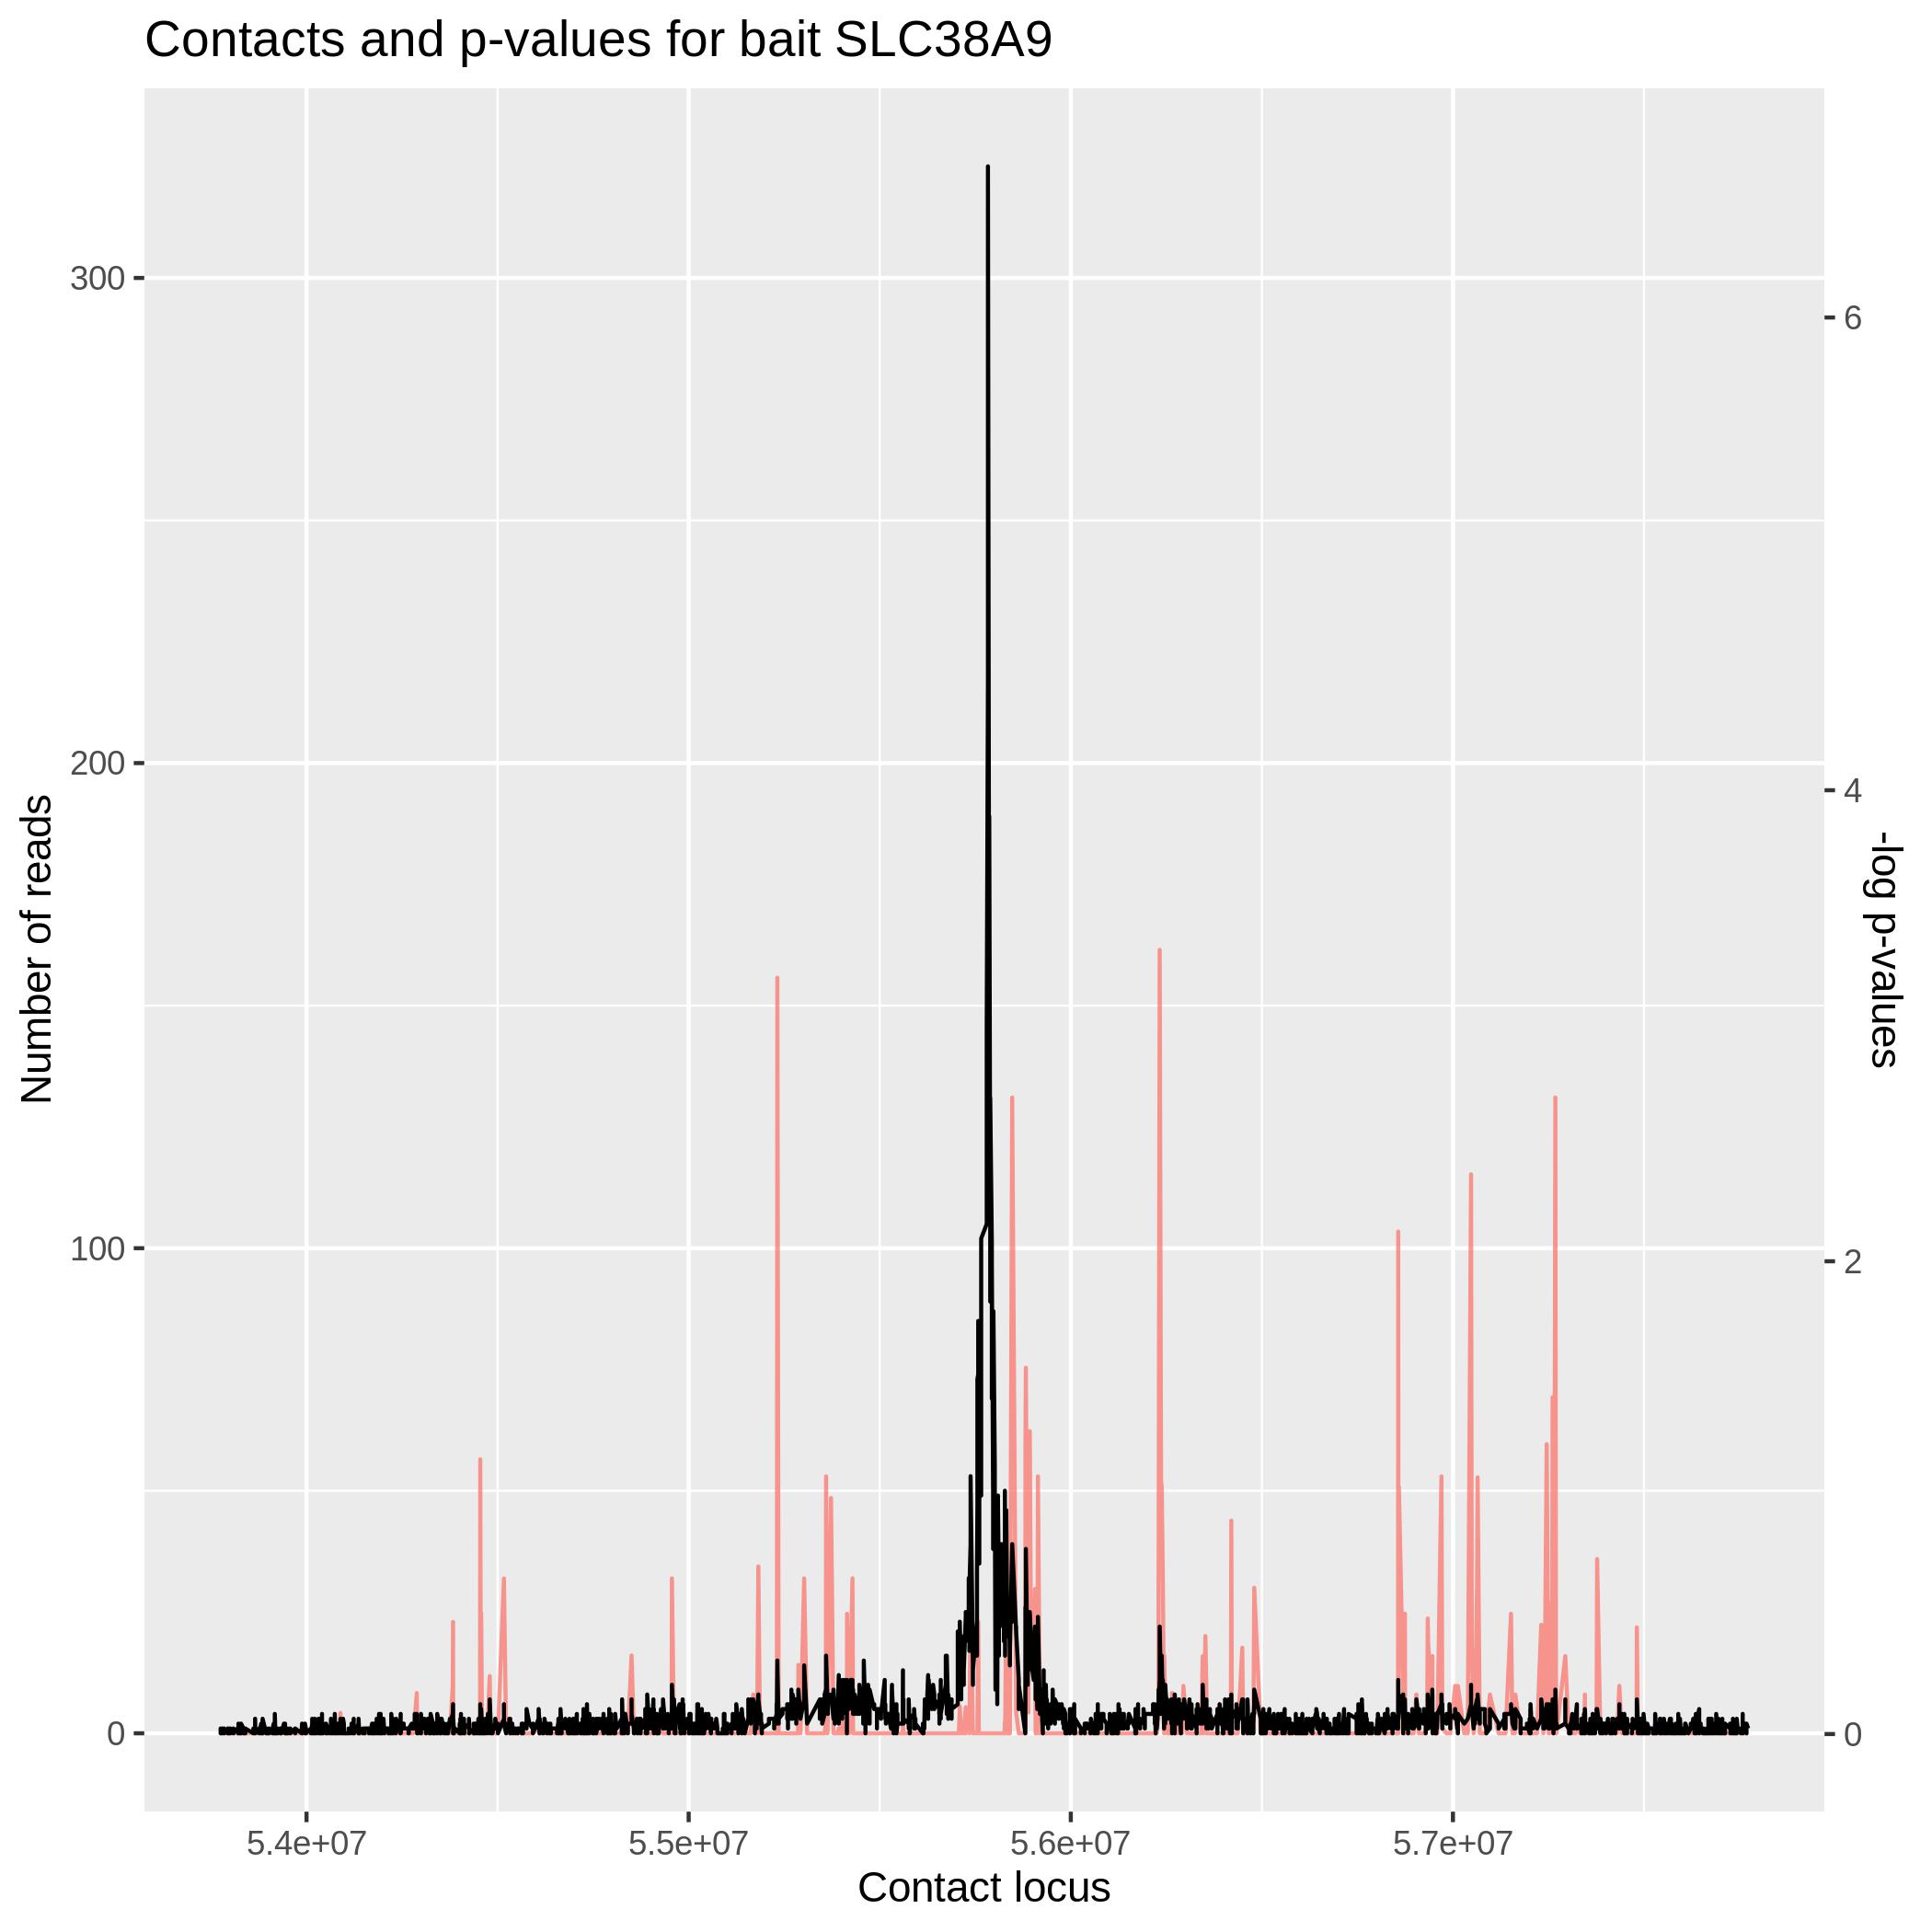 Contacts and p-values for bait SLC38A9
300
200
100
0
Number of reads
6
4
2
0
-log p-values
5.4e+07
5.5e+07
5.6e+07
5.7e+07
Contact locus